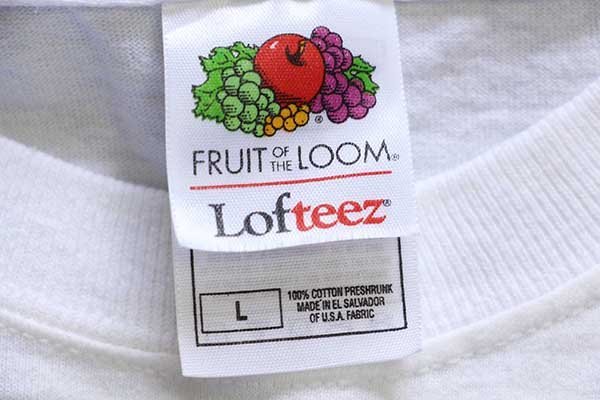 FRUIT OF THE LOOM®
Lofteez®
L
100% COTTON PRESHRUNK
MADE IN EL SALVADOR
OF U.S.A. FABRIC